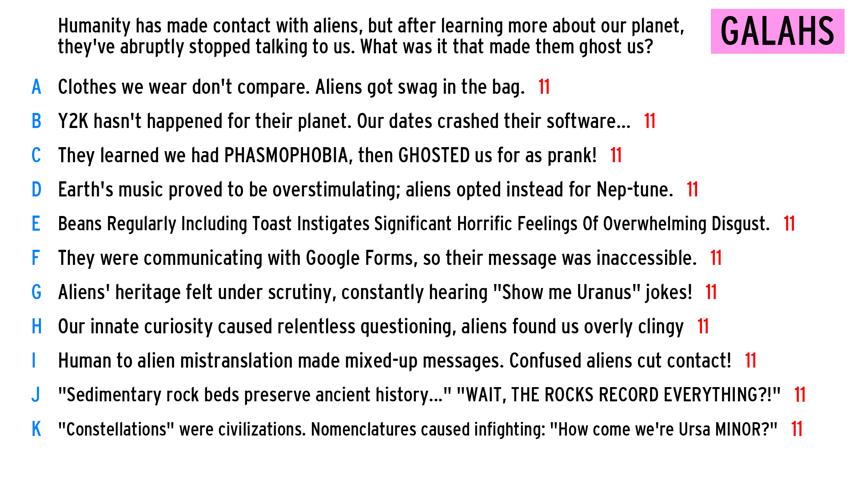 Humanity has made contact with aliens, but after learning more about our planet,
they've abruptly stopped talking to us. What was it that made them ghost us?
GALAHS
A Clothes we wear don't compare. Aliens got swag in the bag. 11
B Y2K hasn't happened for their planet. Our dates crashed their software... 11
C They learned we had PHASMOPHOBIA, then GHOSTED us for as prank! 11
D Earth's music proved to be overstimulating; aliens opted instead for Nep-tune. 11
E Beans Regularly Including Toast Instigates Significant Horrific Feelings Of Overwhelming Disgust. 11
F They were communicating with Google Forms, so their message was inaccessible. 11
G Aliens' heritage felt under scrutiny, constantly hearing "Show me Uranus" jokes! 11
H Our innate curiosity caused relentless questioning, aliens found us overly clingy 11
I Human to alien mistranslation made mixed-up messages. Confused aliens cut contact! 11
J "Sedimentary rock beds preserve ancient history..." "WAIT, THE ROCKS RECORD EVERYTHING?!" 11
K "Constellations" were civilizations. Nomenclatures caused infighting: "How come we're Ursa MINOR?" 11